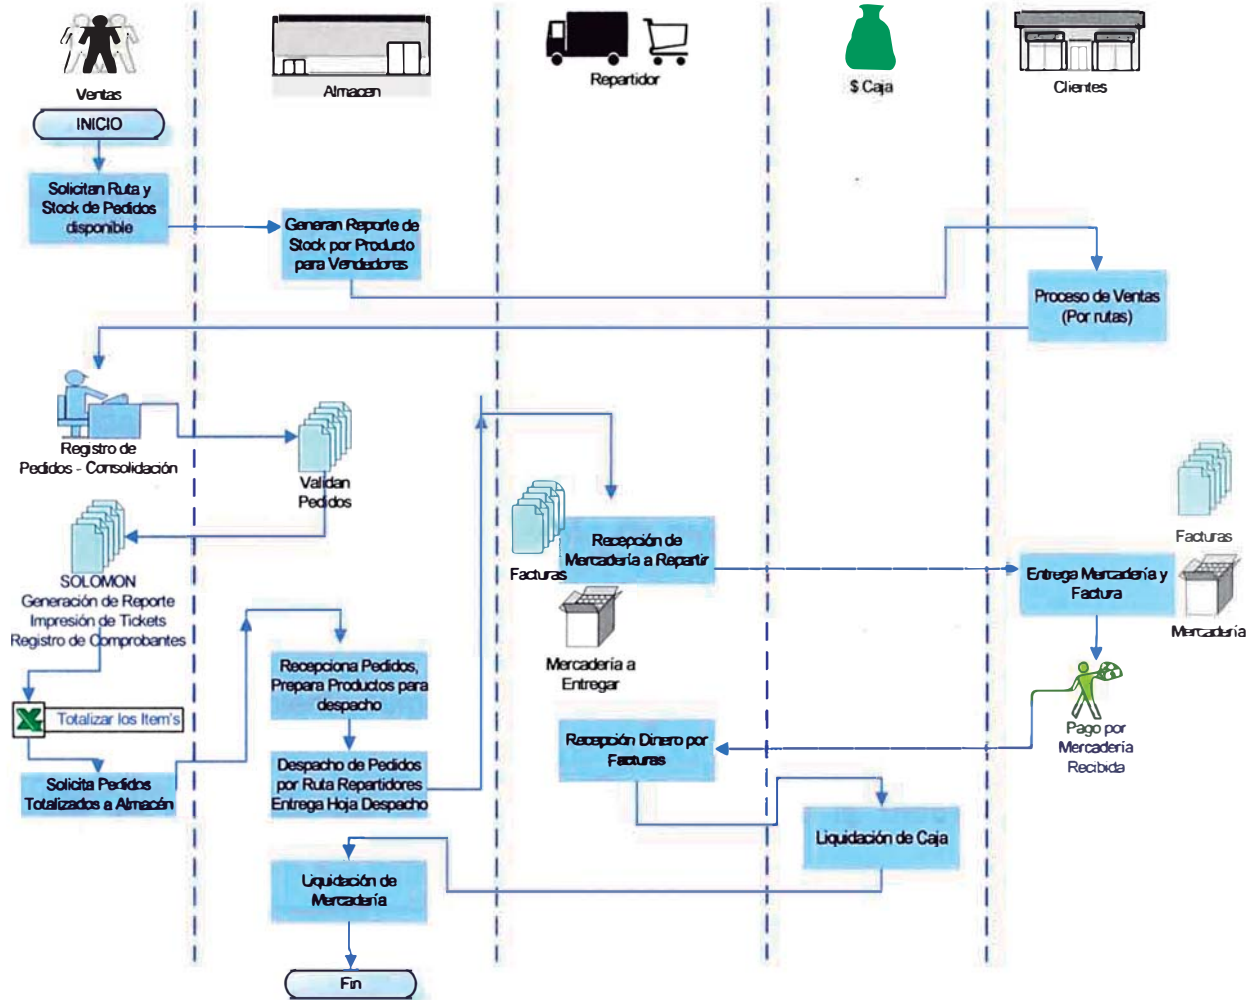 Ventas
Almacen
Repartidor
$ Caja
Clientes
INICIO
Solicitan Ruta y
Stock de Pedidos
disponible
Generan Reporte de
Stock por Producto
para Vendedores
Proceso de Ventas
(Por rutas)
Registro de
Pedidos - Consolidación
Validan
Pedidos
SOLOMON
Generación de Reporte
Impresión de Tickets
Registro de Comprobantes
Totalizar los Item's
Solicita Pedidos
Totalizados a Almacén
Recepciona Pedidos,
Prepara Productos para
despacho
Despacho de Pedidos
por Ruta Repartidores
Entrega Hoja Despacho
Facturas
Recepción de
Mercadería a Repartir
Mercadería a
Entregar
Facturas
Entrega Mercadería y
Factura
Mercadería
Pago por
Mercadería
Recibida
Recepción Dinero por
Facturas
Liquidación de Caja
Liquidación de
Mercadería
Fin